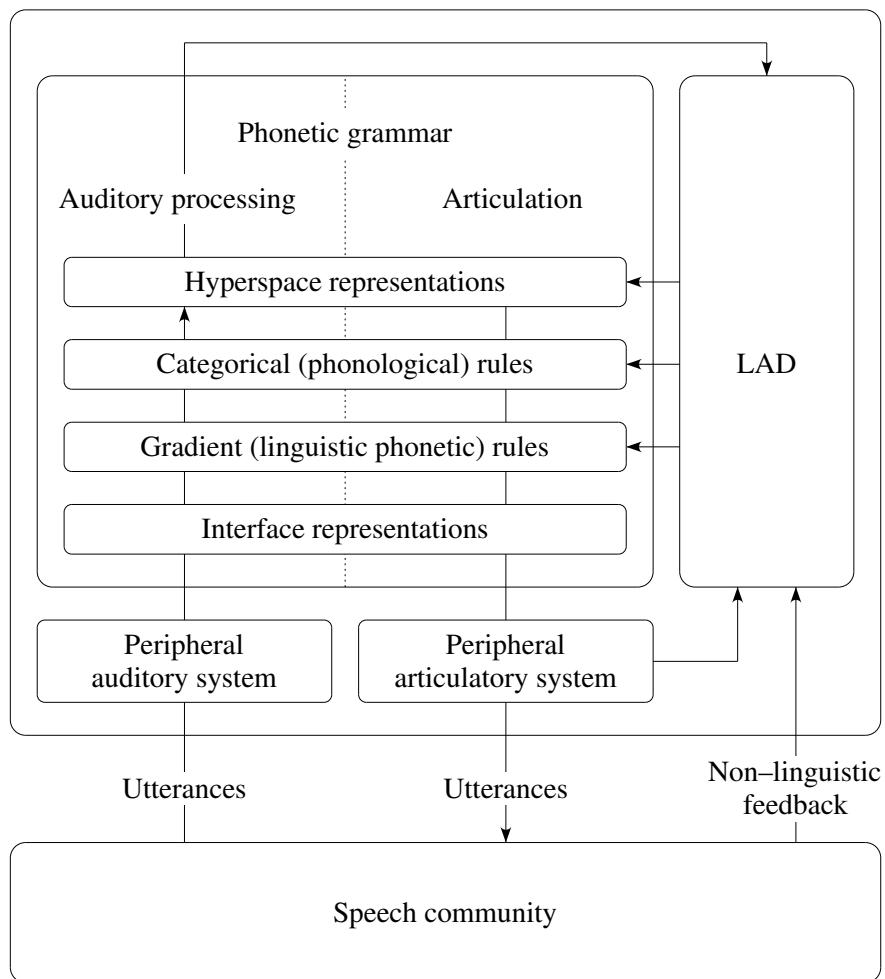 Phonetic grammar
Auditory processing
Articulation
Hyperspace representations
Categorical (phonological) rules
LAD
Gradient (linguistic phonetic) rules
Interface representations
Peripheral
auditory system
Peripheral
articulatory system
Utterances
Utterances
Non–linguistic
feedback
Speech community